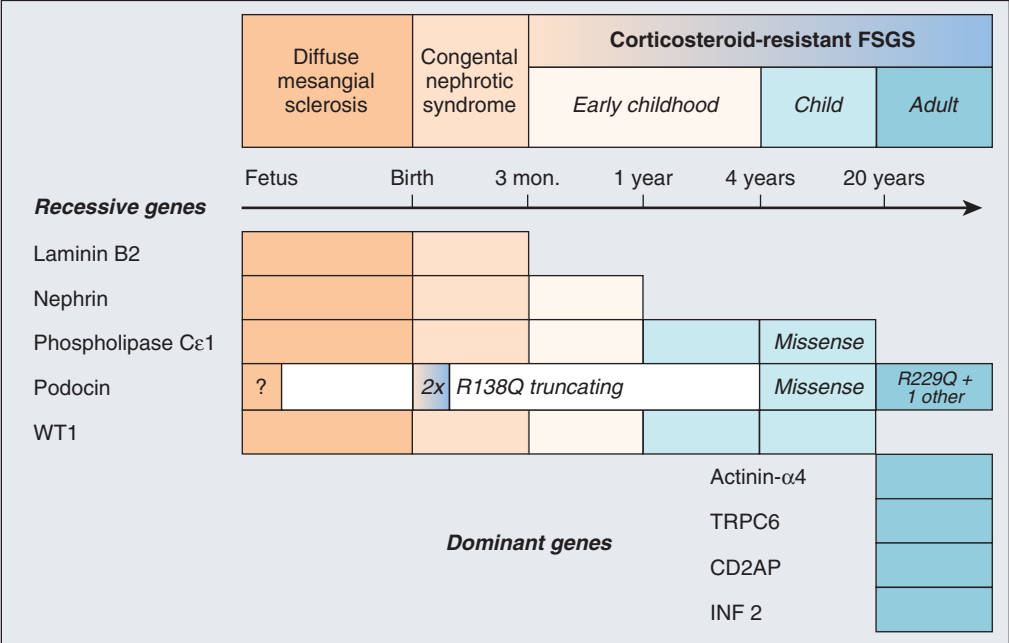 Diffuse
mesangial
sclerosis
Congental
nephrotic
syndrome
Corticosteroid-resistant FSGS
Early childhood
Child
Adult
Fetus
Birth
3 mon.
1 year
4 years
20 years
Recessive genes
Laminin B2
Nephrin
Phospholipase Cε1
Missense
Podocin
?
2x
R138Q truncating
Missense
R229Q +
1 other
WT1
Actinin-α4
TRPC6
Dominant genes
CD2AP
INF 2